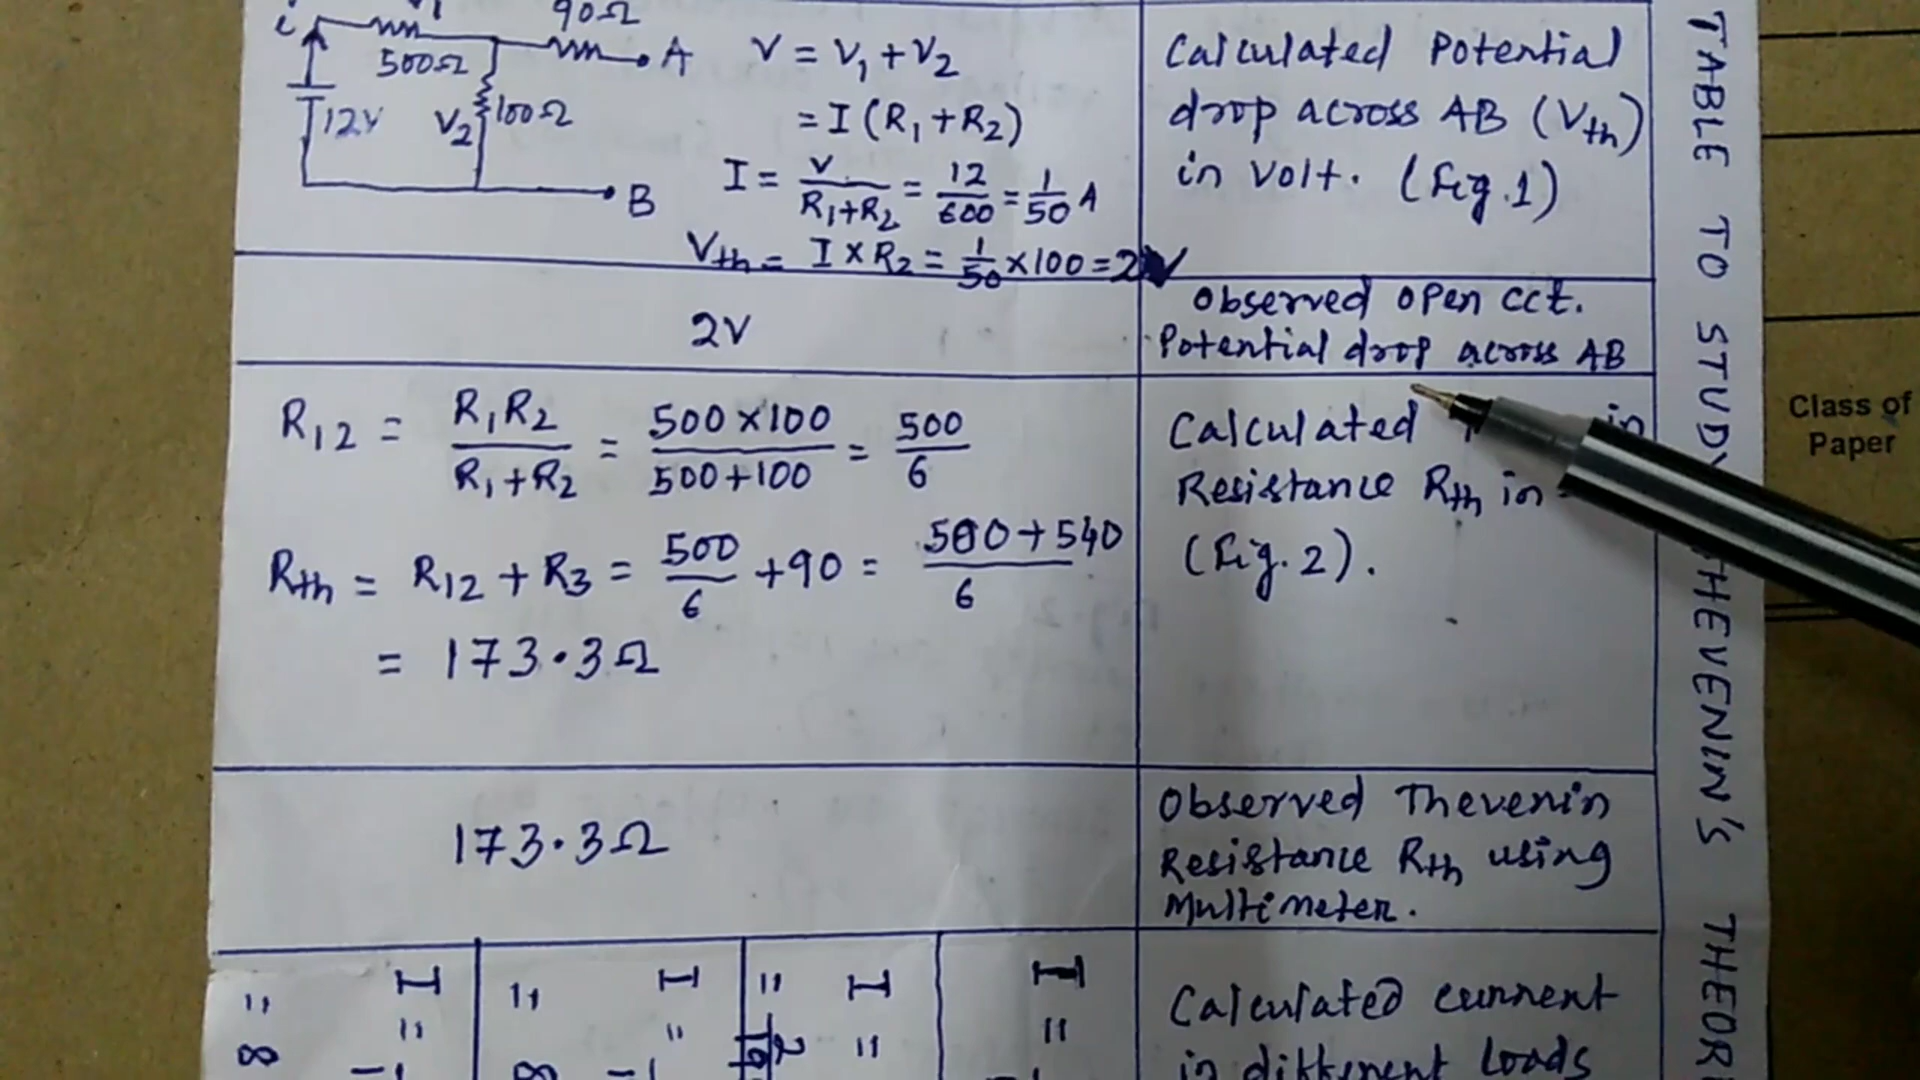 i
500Ω
90Ω
A
12V
V2
100Ω
B
V = V1 + V2
= I (R1 + R2)
I = V / R1+R2 = 12 / 600 = 1 / 50 A
Vth = I × R2 = 1/50 × 100 = 2V
Calculated Potential
drop across AB (Vth)
in Volt. (Fig.1)
2V
Observed open cct.
Potential drop across AB
R12 = R1R2 / R1+R2 = 500×100 / 500+100 = 500 / 6
Rth = R12 + R3 = 500 / 6 + 90 = 500+540 / 6
= 173.3Ω
Calculated in
Resistance Rth in
(Fig.2).
173.3Ω
Observed Thevenin
Resistance Rth using
Multimeter.
I =
I =
I =
I =
Calculated current
in different Loads
TABLE TO STUDY THEVENIN'S THEOR
Class of
Paper